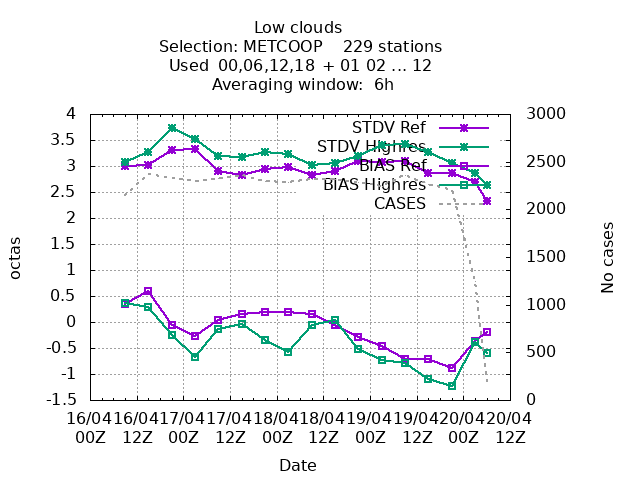 Low clouds
Selection: METCOOP    229 stations
Used  00,06,12,18 + 01 02 ... 12
Averaging window:  6h
4
3.5
3
2.5
2
1.5
1
0.5
0
-0.5
-1
-1.5
octas
3000
2500
2000
1500
1000
500
0
No cases
STDV Ref
STDV Highres
BIAS Ref
BIAS Highres
CASES
16/04 16/04 17/04 17/04 18/04 18/04 19/04 19/04 20/04 20/04
00Z 12Z 00Z 12Z 00Z 12Z 00Z 12Z 00Z 12Z
Date